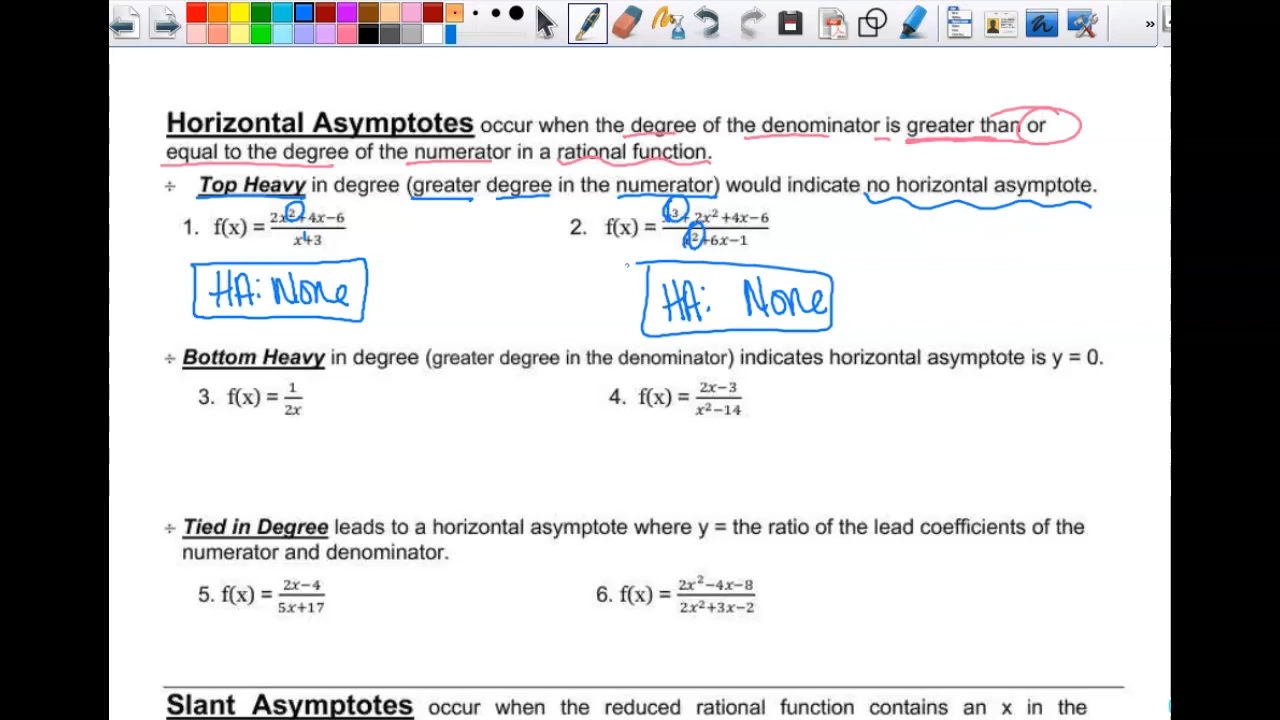 Horizontal Asymptotes occur when the degree of the denominator is greater than or
equal to the degree of the numerator in a rational function.
÷ Top Heavy in degree (greater degree in the numerator) would indicate no horizontal asymptote.
1. f(x) = (2x²+4x−6)/(x+3)
2. f(x) = (x³+2x²+4x−6)/(x²+6x−1)
HA: None
HA: None
÷ Bottom Heavy in degree (greater degree in the denominator) indicates horizontal asymptote is y = 0.
3. f(x) = 1/2x
4. f(x) = (2x−3)/(x²−14)
÷ Tied in Degree leads to a horizontal asymptote where y = the ratio of the lead coefficients of the
numerator and denominator.
5. f(x) = (2x−4)/(5x+17)
6. f(x) = (2x²−4x−8)/(2x²+3x−2)
Slant Asymptotes occur when the reduced rational function contains an x in the